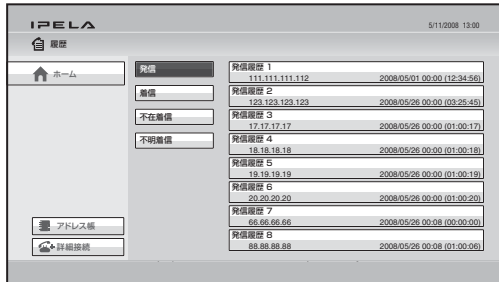 IPELA
5/11/2008 13:00
履歴
ホーム
発信
着信
不在着信
不明着信
発信履歴 1
111.111.111.112 2008/05/01 00:00 (12:34:56)
発信履歴 2
123.123.123.123 2008/05/26 00:00 (03:25:45)
発信履歴 3
17.17.17.17 2008/05/26 00:00 (01:00:17)
発信履歴 4
18.18.18.18 2008/05/26 00:00 (01:00:18)
発信履歴 5
19.19.19.19 2008/05/26 00:00 (01:00:19)
発信履歴 6
20.20.20.20 2008/05/26 00:00 (01:00:20)
発信履歴 7
66.66.66.66 2008/05/26 00:08 (00:00:00)
発信履歴 8
88.88.88.88 2008/05/26 00:08 (01:00:06)
アドレス帳
詳細接続